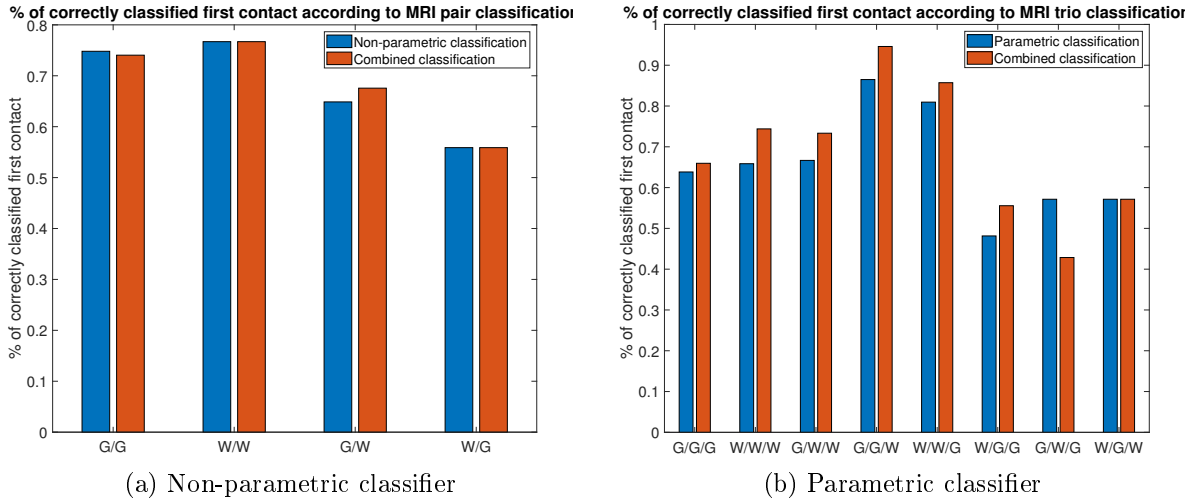 % of correctly classified first contact according to MRI pair classification
0.8
0.7
0.6
0.5
0.4
0.3
0.2
0.1
0
% of correctly classified first contact
Non-parametric classification
Combined classification
G/G W/W G/W W/G
(a) Non-parametric classifier
% of correctly classified first contact according to MRI trio classification
1
0.9
0.8
0.7
0.6
0.5
0.4
0.3
0.2
0.1
0
% of correctly classified first contact
Parametric classification
Combined classification
G/G/G W/W/W G/W/W G/G/W W/W/G W/G/G G/W/G W/G/W
(b) Parametric classifier